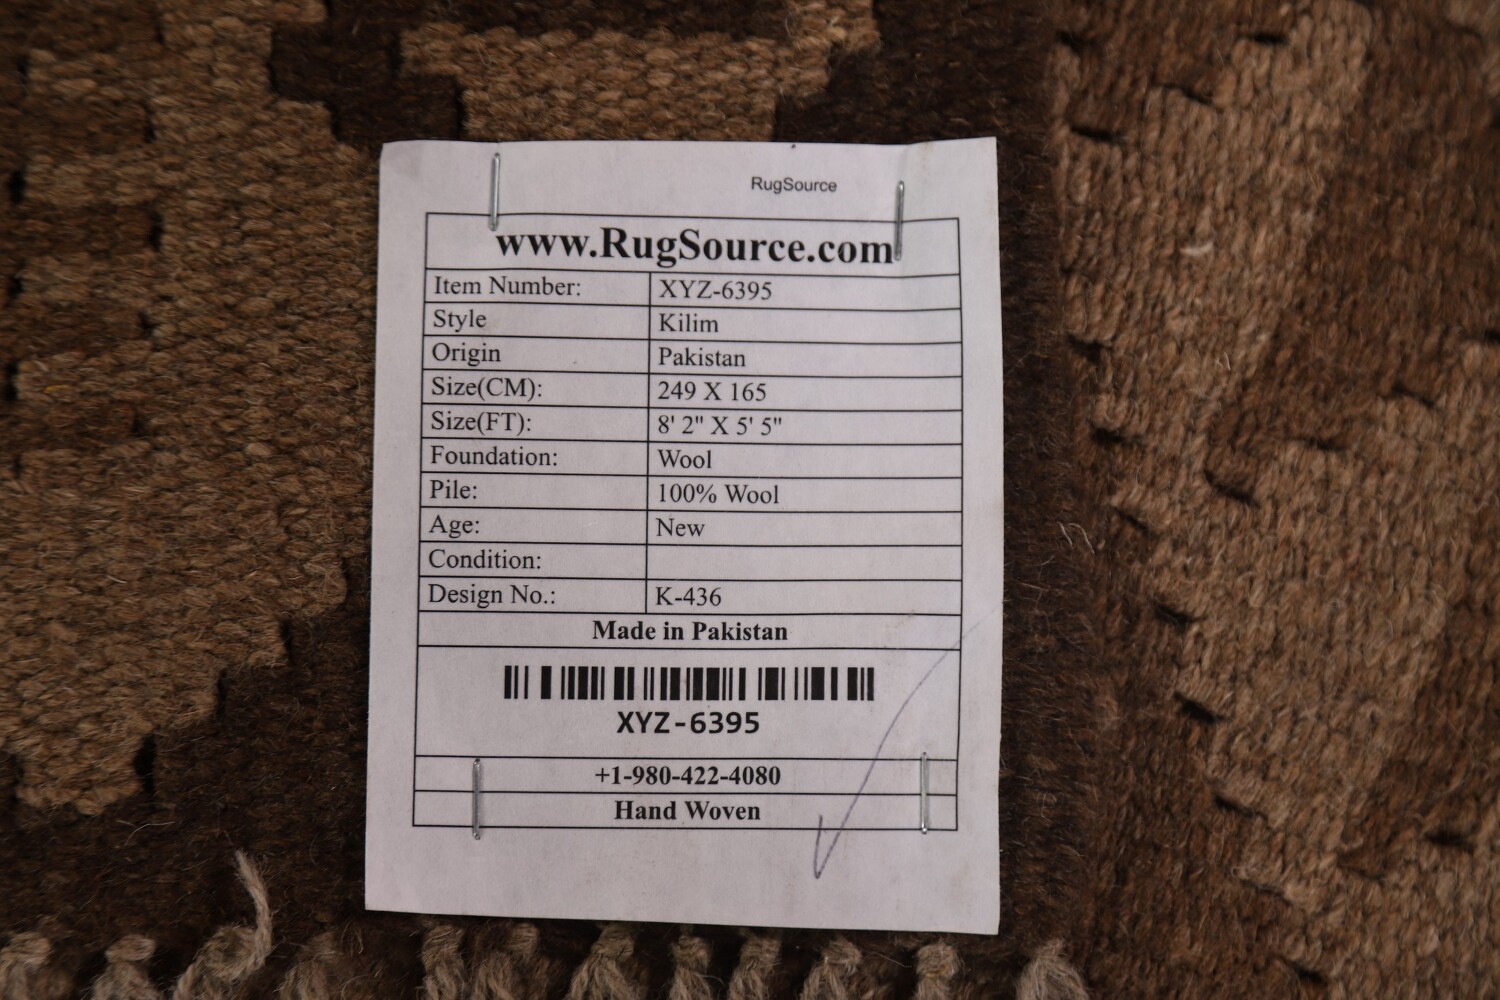 RugSource
www.RugSource.com
Item Number: XYZ-6395
Style Kilim
Origin Pakistan
Size(CM): 249 X 165
Size(FT): 8' 2" X 5' 5"
Foundation: Wool
Pile: 100% Wool
Age: New
Condition:
Design No.: K-436
Made in Pakistan
XYZ-6395
+1-980-422-4080
Hand Woven